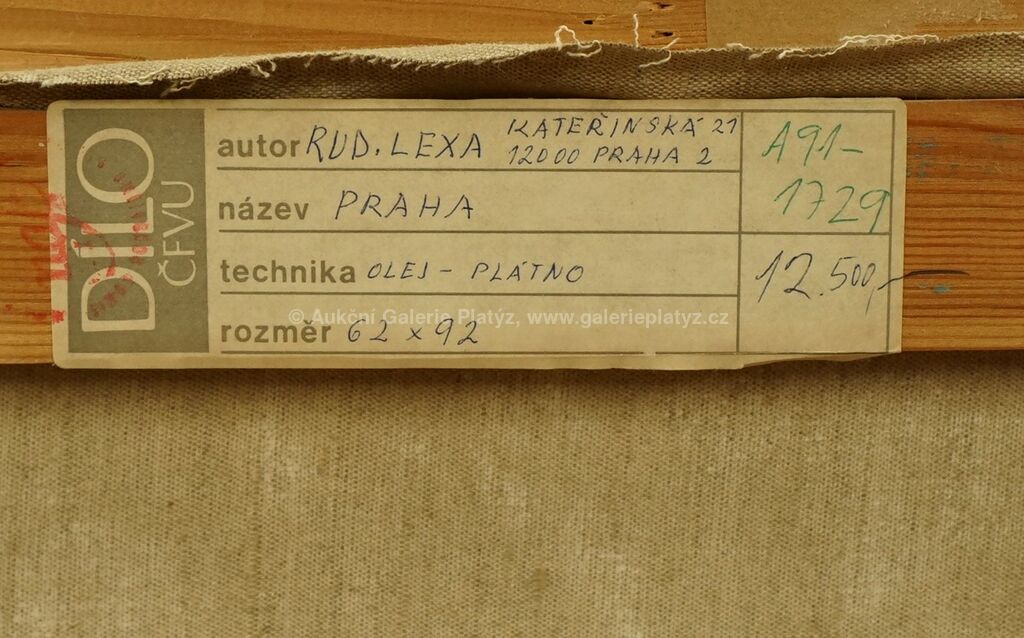 DÍLO
ČFVU
autor RUD. LEXA KATEŘINSKÁ 21
12000 PRAHA 2
název PRAHA
technika OLEJ - PLÁTNO
rozměr 62 x 92
A91-
1729
12.500,-
© Aukční Galerie Platýz, www.galerieplatyz.cz